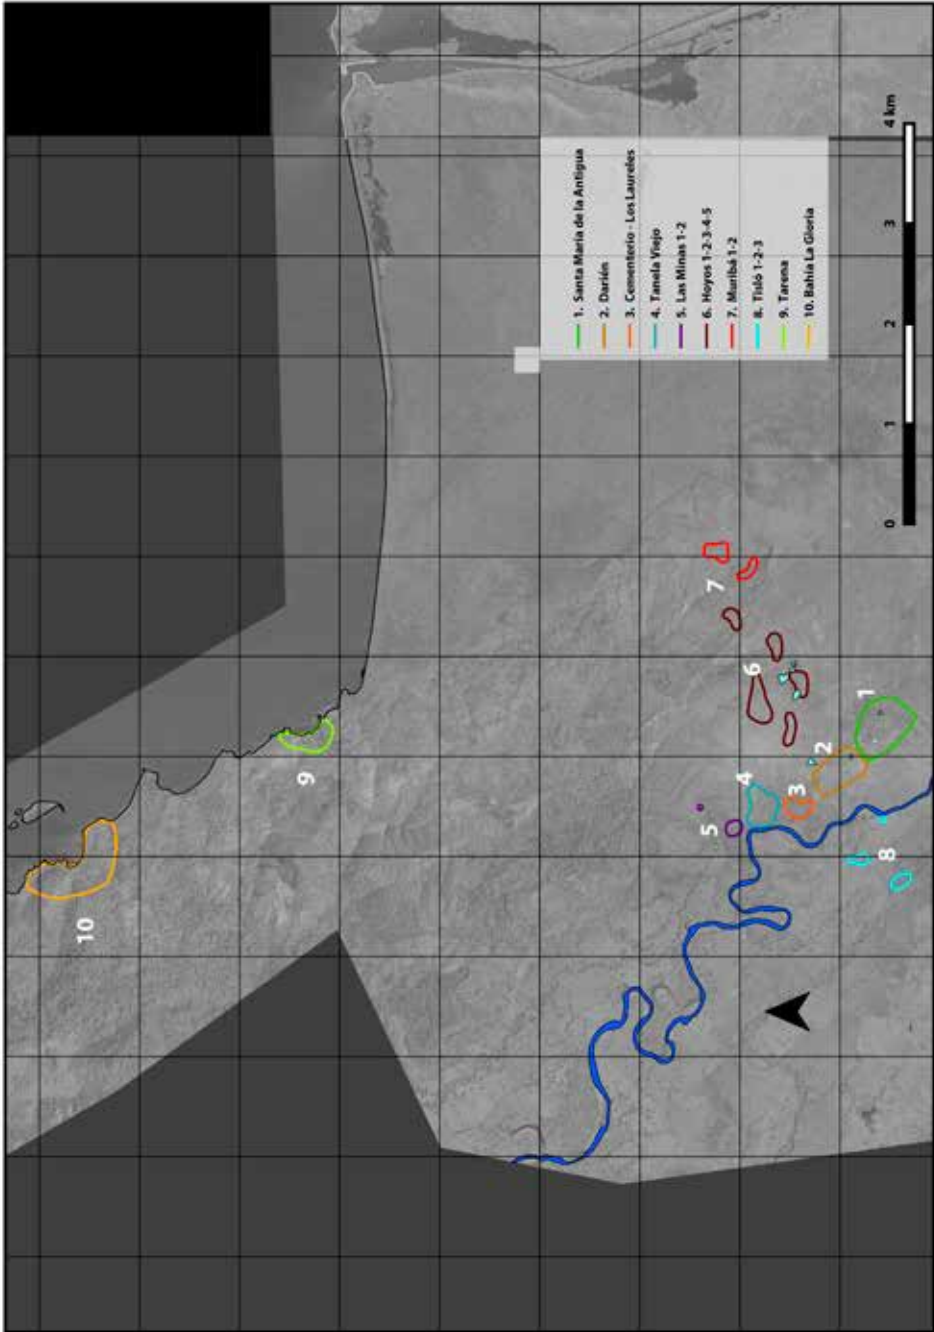 1. Santa María de la Antigua
2. Darién
3. Cementerio - Los Laureles
4. Tanela Viejo
5. Las Minas 1-2
6. Hoyos 1-2-3-4-5
7. Muribá 1-2
8. Tisló 1-2-3
9. Tarena
10. Bahía La Gloria
0 1 2 3 4 km
10
9
5
4
3
2
1
6
7
8